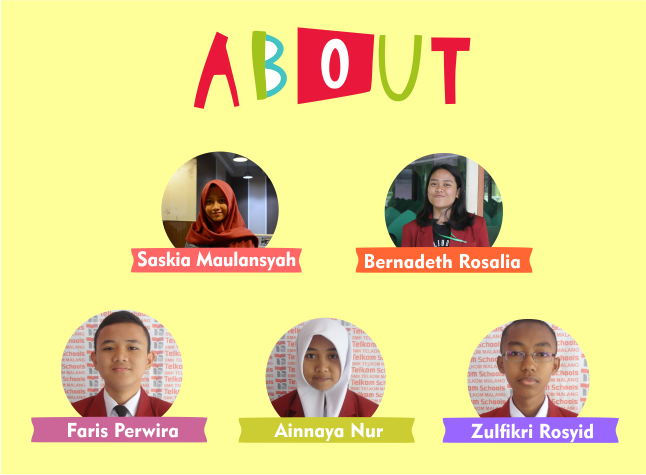 ABOUT
Saskia Maulansyah
Bernadeth Rosalia
Faris Perwira
Ainnaya Nur
Zulfikri Rosyid